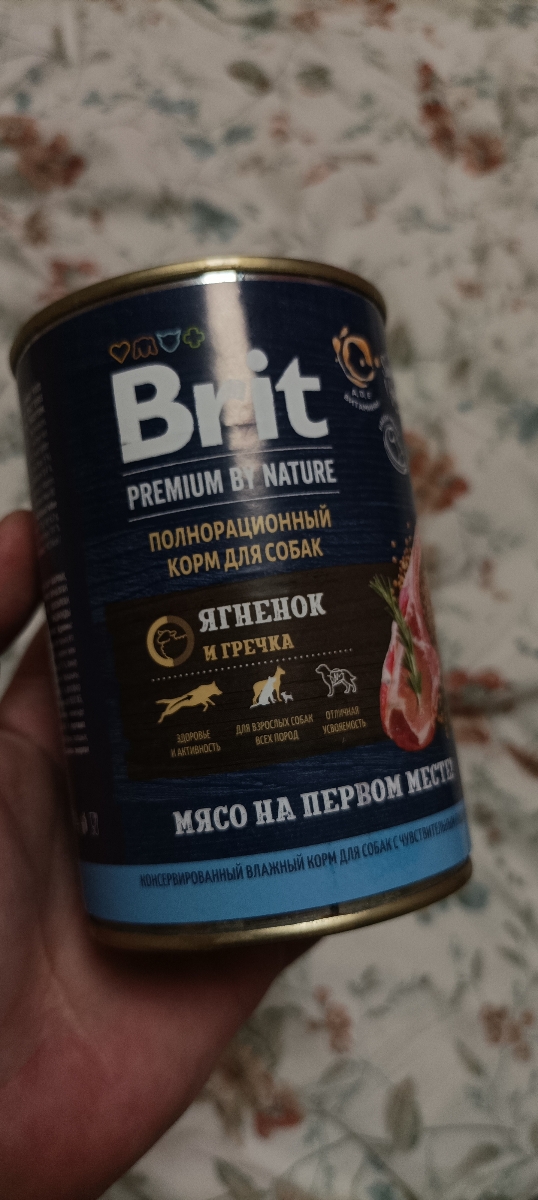 Brit
PREMIUM BY NATURE
A, D, E
ВИТАМИНЫ
ПОЛНОРАЦИОННЫЙ
КОРМ ДЛЯ СОБАК
ЯГНЕНОК
И ГРЕЧКА
ЗДОРОВЬЕ
И АКТИВНОСТЬ
ДЛЯ ВЗРОСЛЫХ СОБАК
ВСЕХ ПОРОД
ОТЛИЧНАЯ
УСВОЯЕМОСТЬ
МЯСО НА ПЕРВОМ МЕСТЕ!
КОНСЕРВИРОВАННЫЙ ВЛАЖНЫЙ КОРМ ДЛЯ СОБАК С